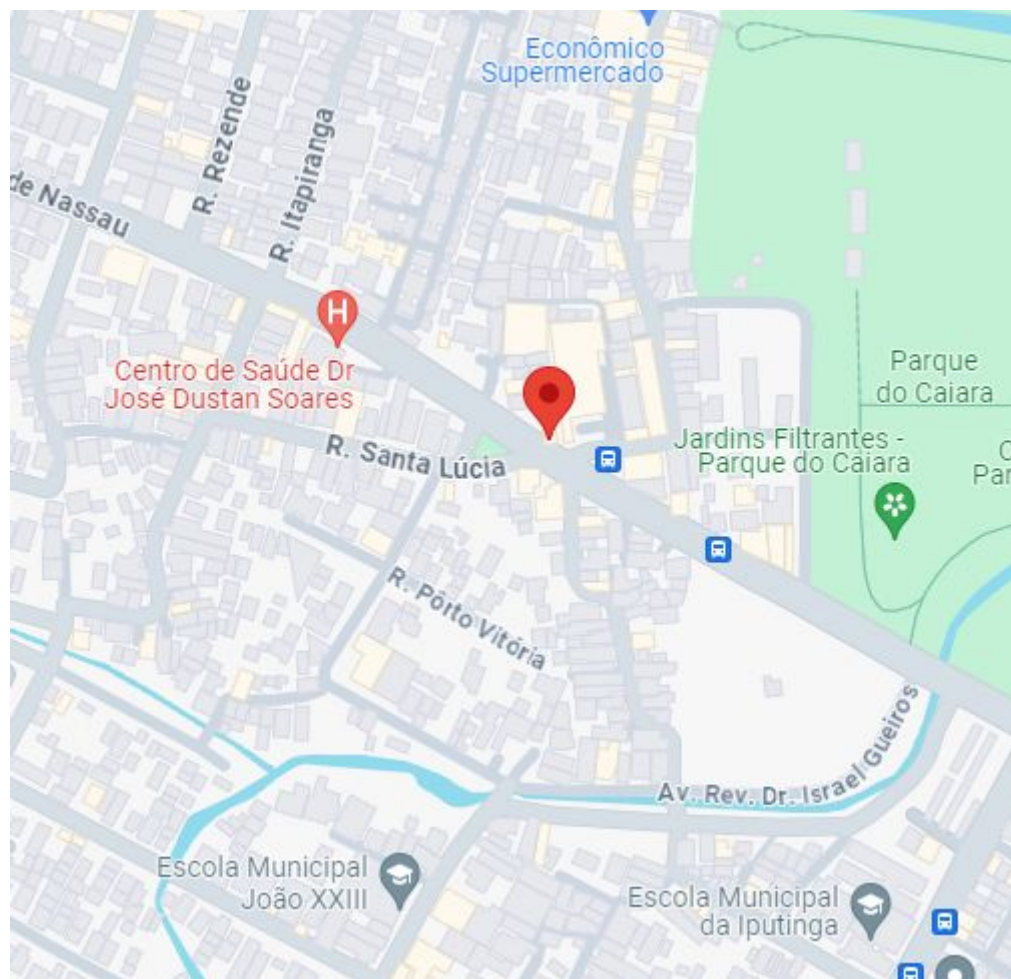 Econômico
Supermercado
R. Rezende
R. Itapiranga
de Nassau
H
Centro de Saúde Dr
José Dustan Soares
Parque
do Caiara
R. Santa Lúcia
Jardins Filtrantes -
Parque do Caiara
R. Pôrto Vitória
Av. Rev. Dr. Israel Gueiros
Escola Municipal
João XXIII
Escola Municipal
da Iputinga